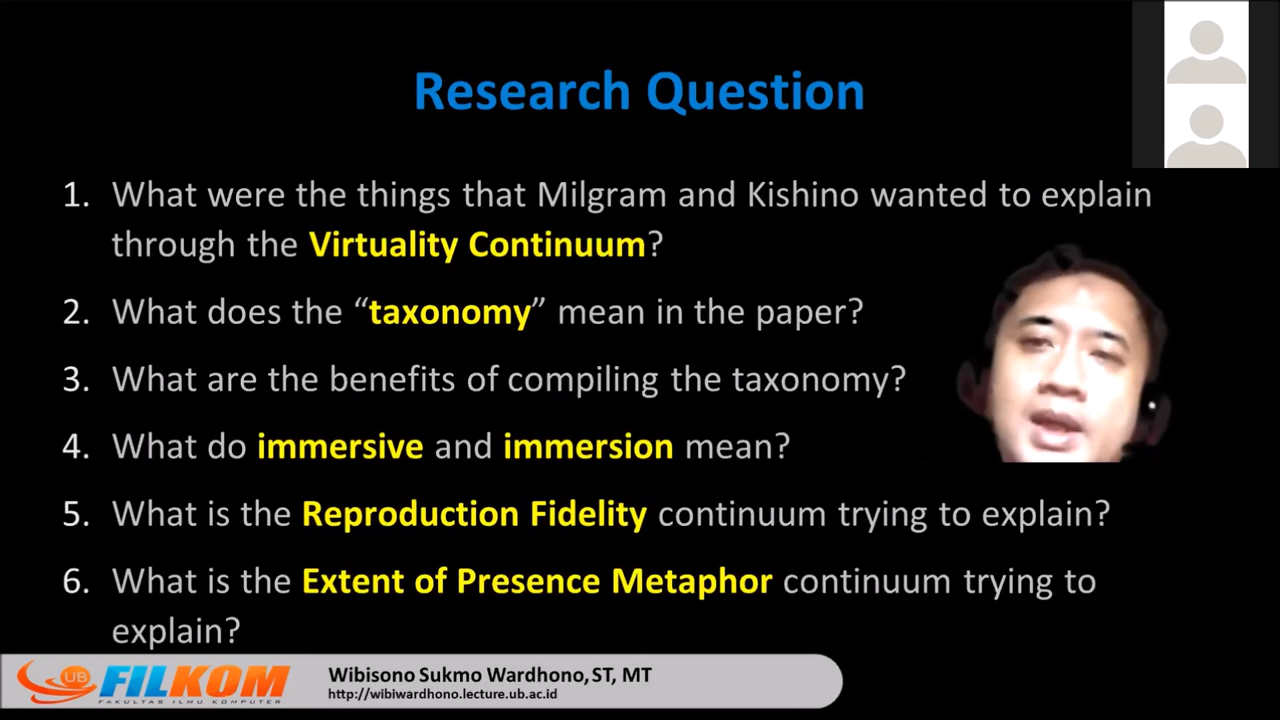 Research Question
1. What were the things that Milgram and Kishino wanted to explain
through the Virtuality Continuum?
2. What does the “taxonomy” mean in the paper?
3. What are the benefits of compiling the taxonomy?
4. What do immersive and immersion mean?
5. What is the Reproduction Fidelity continuum trying to explain?
6. What is the Extent of Presence Metaphor continuum trying to
explain?
UB FILKOM
FAKULTAS ILMU KOMPUTER
Wibisono Sukmo Wardhono, ST, MT
http://wibiwardhono.lecture.ub.ac.id